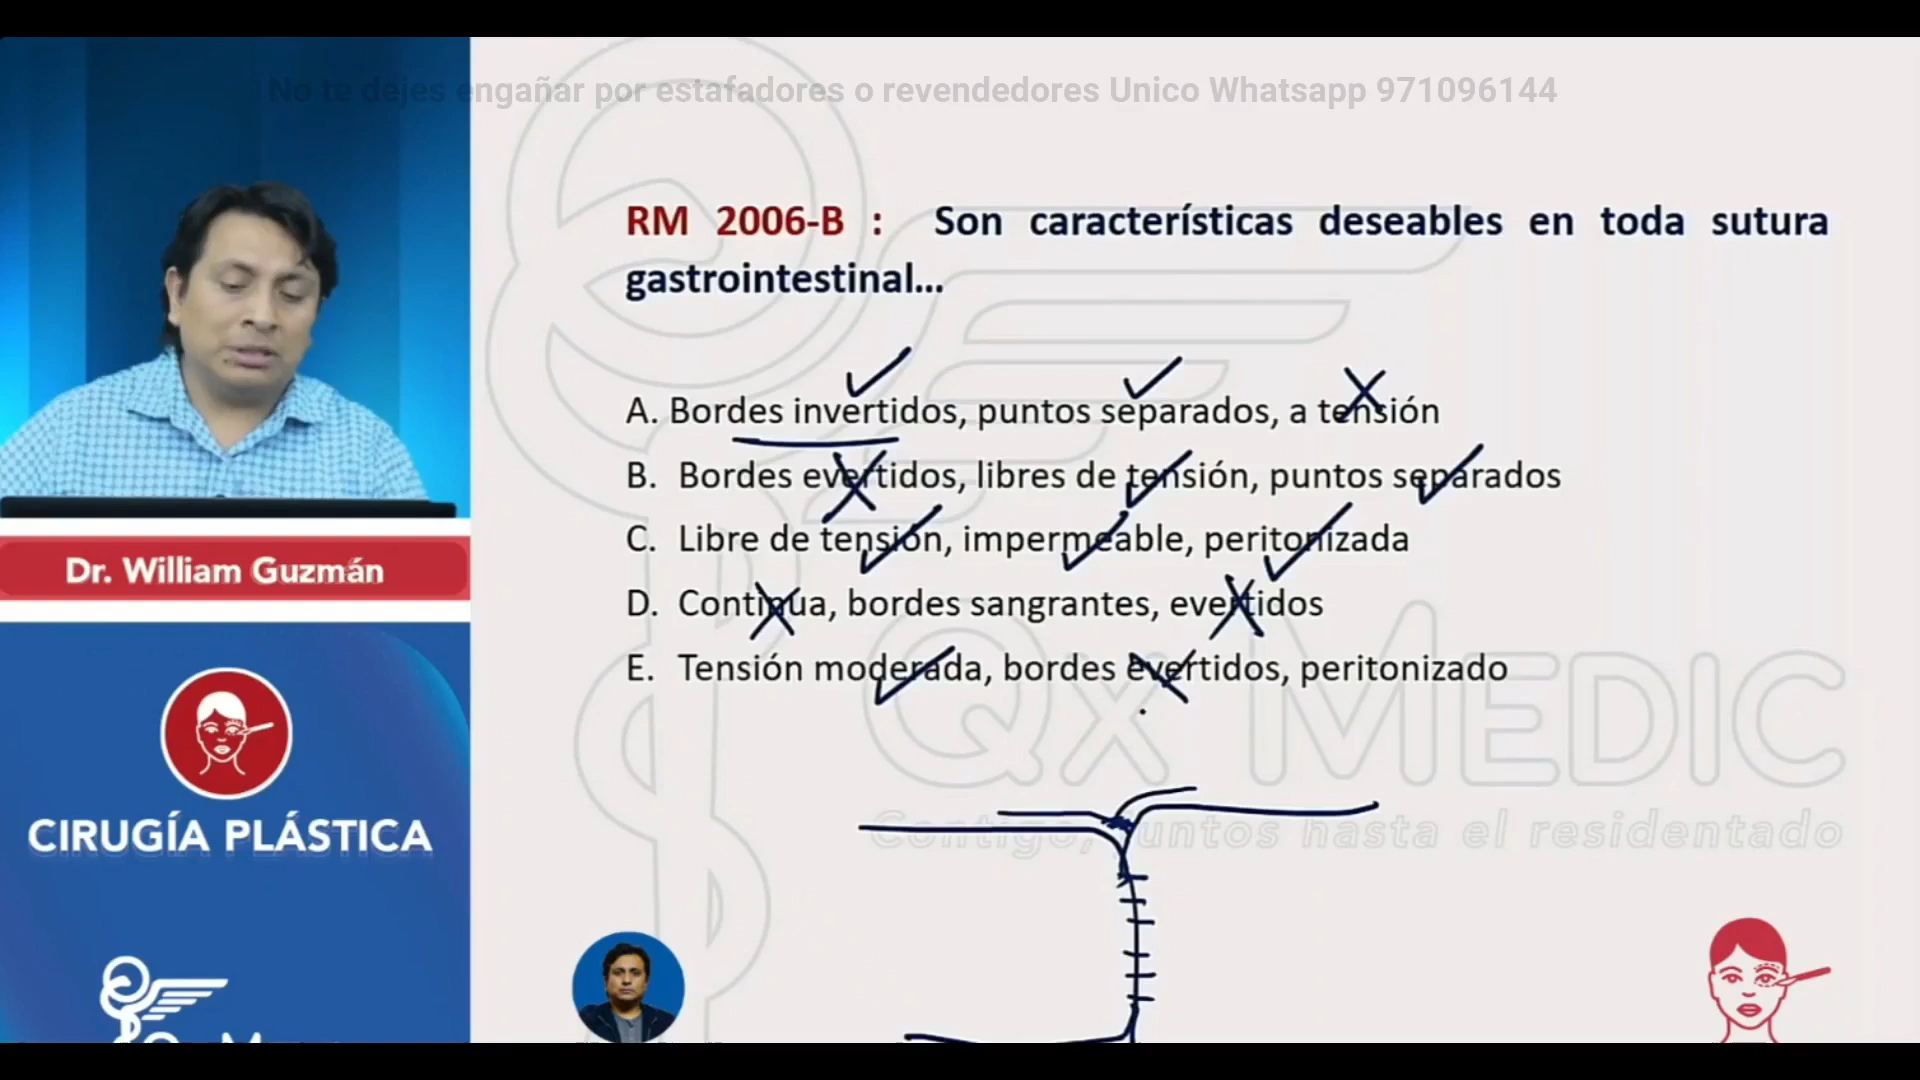 No te dejes engañar por estafadores o revendedores Unico Whatsapp 971096144
RM 2006-B : Son características deseables en toda sutura
gastrointestinal...
A. Bordes invertidos, puntos separados, a tensión
B. Bordes evertidos, libres de tensión, puntos separados
C. Libre de tensión, impermeable, peritonizada
D. Continua, bordes sangrantes, evertidos
E. Tensión moderada, bordes evertidos, peritonizado
Dr. William Guzmán
CIRUGÍA PLÁSTICA
QX MEDIC
Contigo, juntos hasta el residentado